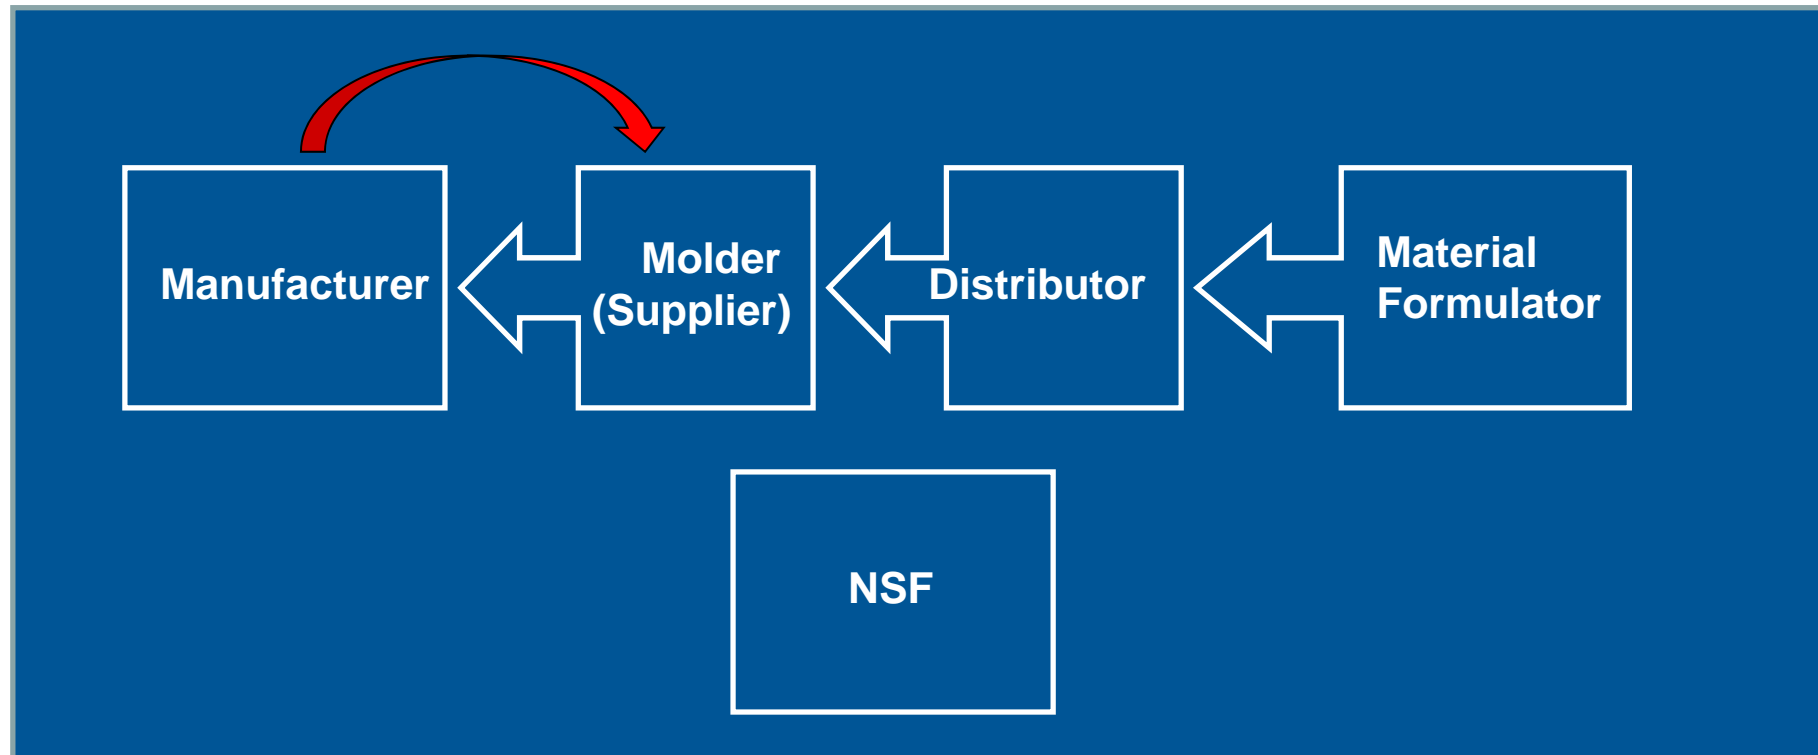 Manufacturer
Molder
(Supplier)
Distributor
Material
Formulator
NSF